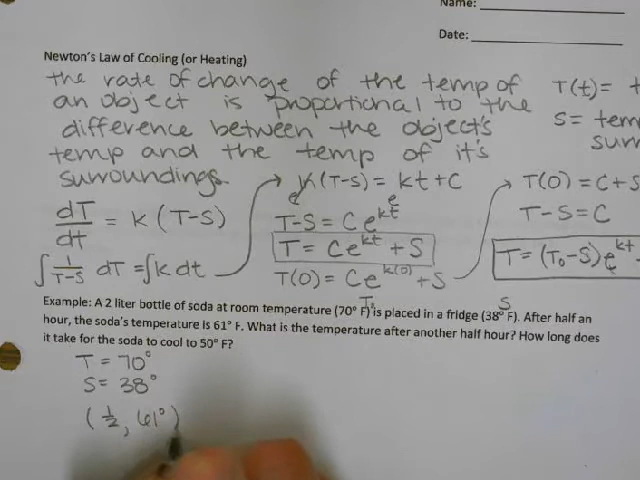 Name:
Date:
Newton's Law of Cooling (or Heating)
the rate of change of the temp of
an object is proportional to the
difference between the object's
temp and the temp of it's
surroundings.
T(t) = t
S = tem
surr
dT/dt = k (T-S)
∫ 1/(T-S) dT = ∫k dt
ln(T-S) = kt + C
e e
T-S = Ce^kt
T = Ce^kt + S
T(0) = Ce^k(0) + S
T(0) = C + S
T-S = C
T = (T₀-S)e^kt
T₀ S
Example: A 2 liter bottle of soda at room temperature (70° F) is placed in a fridge (38° F). After half an
hour, the soda's temperature is 61° F. What is the temperature after another half hour? How long does
it take for the soda to cool to 50° F?
T = 70°
S = 38°
(½, 61°)